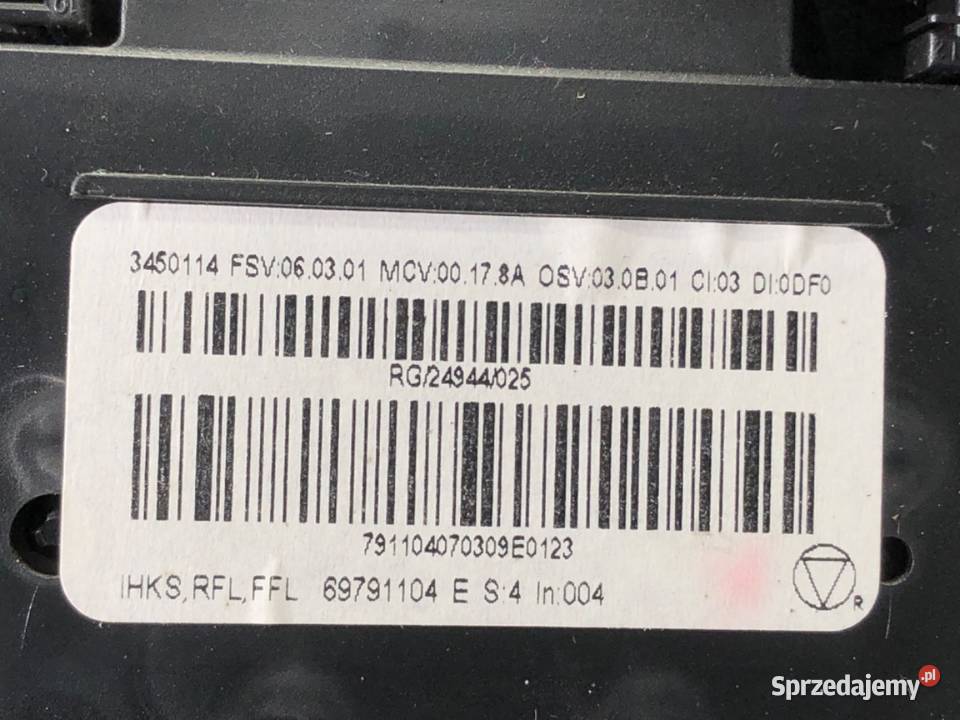 3450114 FSV:06.03.01 MCV:00.17.8A OSV:03.0B.01 CI:03 DI:0DF0
RG/24944/025
791104070309E0123
IHKS,RFL,FFL 69791104 E S:4 In:004
R
Sprzedajemy.pl